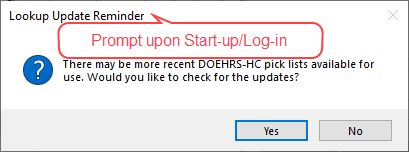 Lookup Update Reminder
Prompt upon Start-up/Log-in
There may be more recent DOEHRS-HC pick lists available for
use. Would you like to check for the updates?
Yes
No